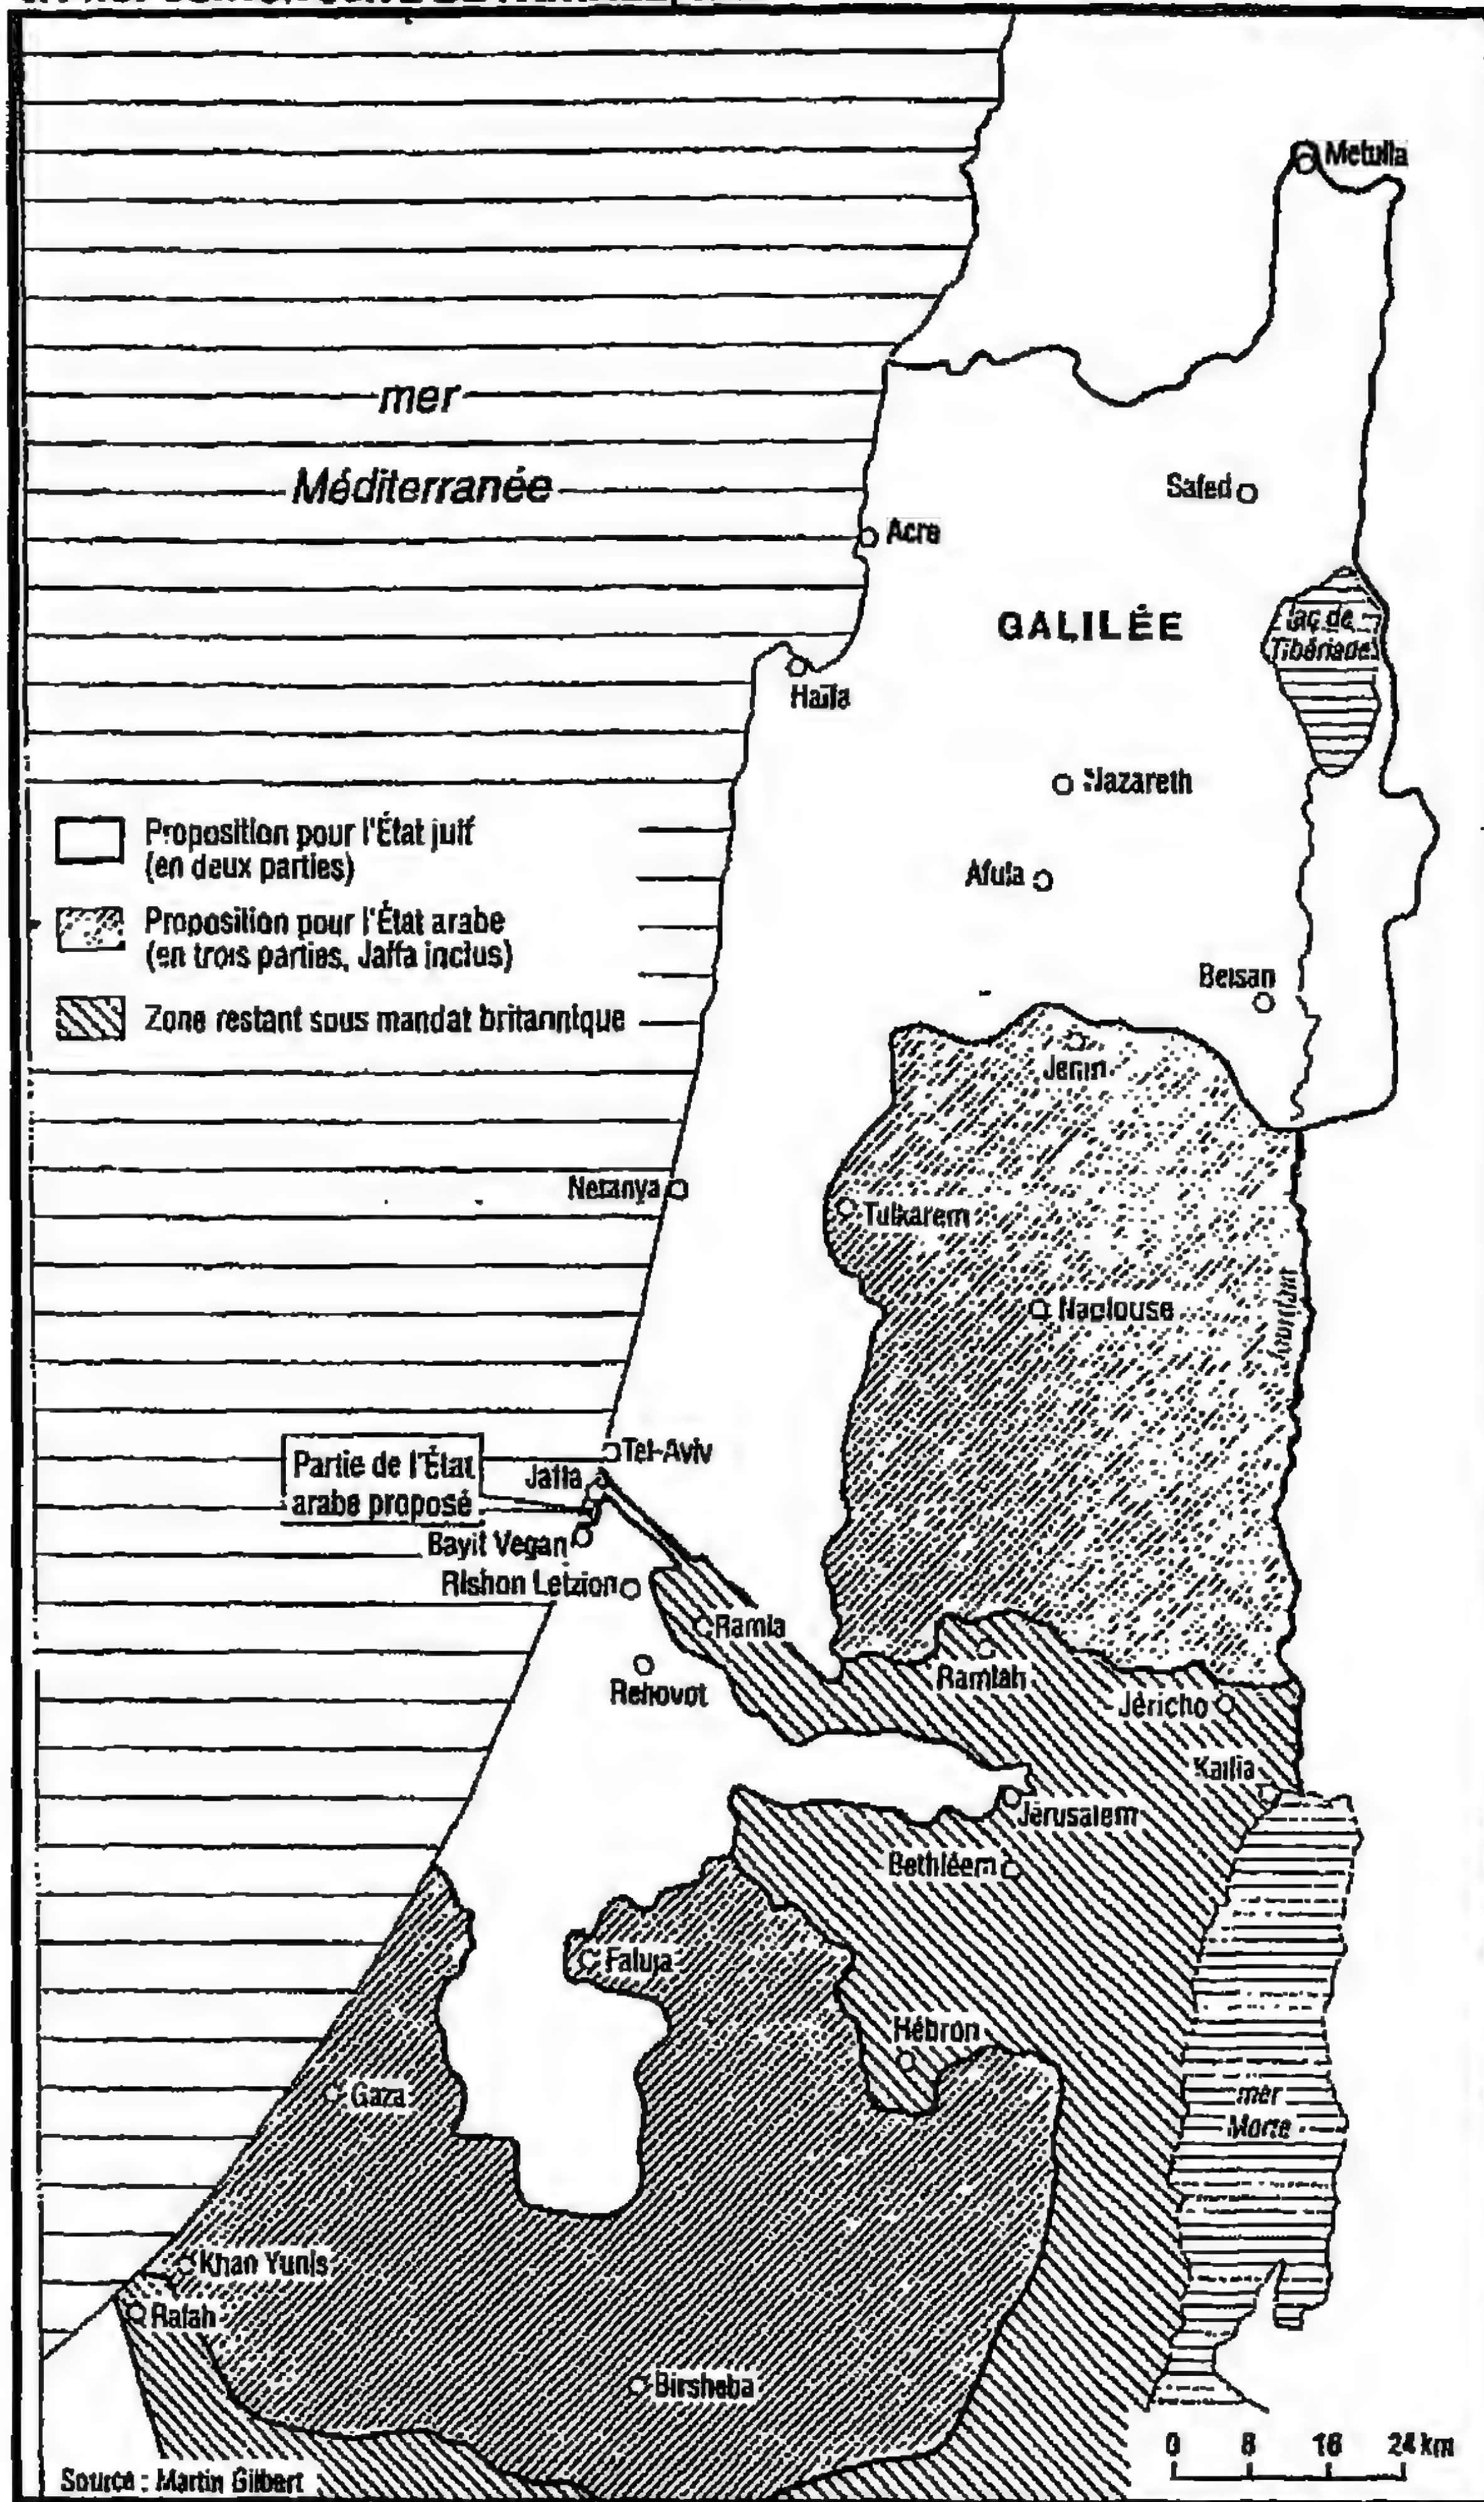 Metulla
mer
Méditerranée
Safed
Acre
GALILÉE
lac de
Tibériade
Haïfa
Nazareth
Afula
Proposition pour l'État juif
(en deux parties)
Proposition pour l'État arabe
(en trois parties, Jaffa inclus)
Zone restant sous mandat britannique
Beisan
Jenin
Netanya
Tulkarem
Naplouse
Jourdain
Tel-Aviv
Partie de l'État
arabe proposé
Jaffa
Bayit Vegan
Rishon Letzion
Ramla
Rehovot
Ramlah
Jéricho
Kallia
Jérusalem
Bethléem
Faluja
Hébron
Gaza
mer
Morte
Khan Yunis
Rafah
Birsheba
0 8 16 24 km
Source : Martin Gilbert